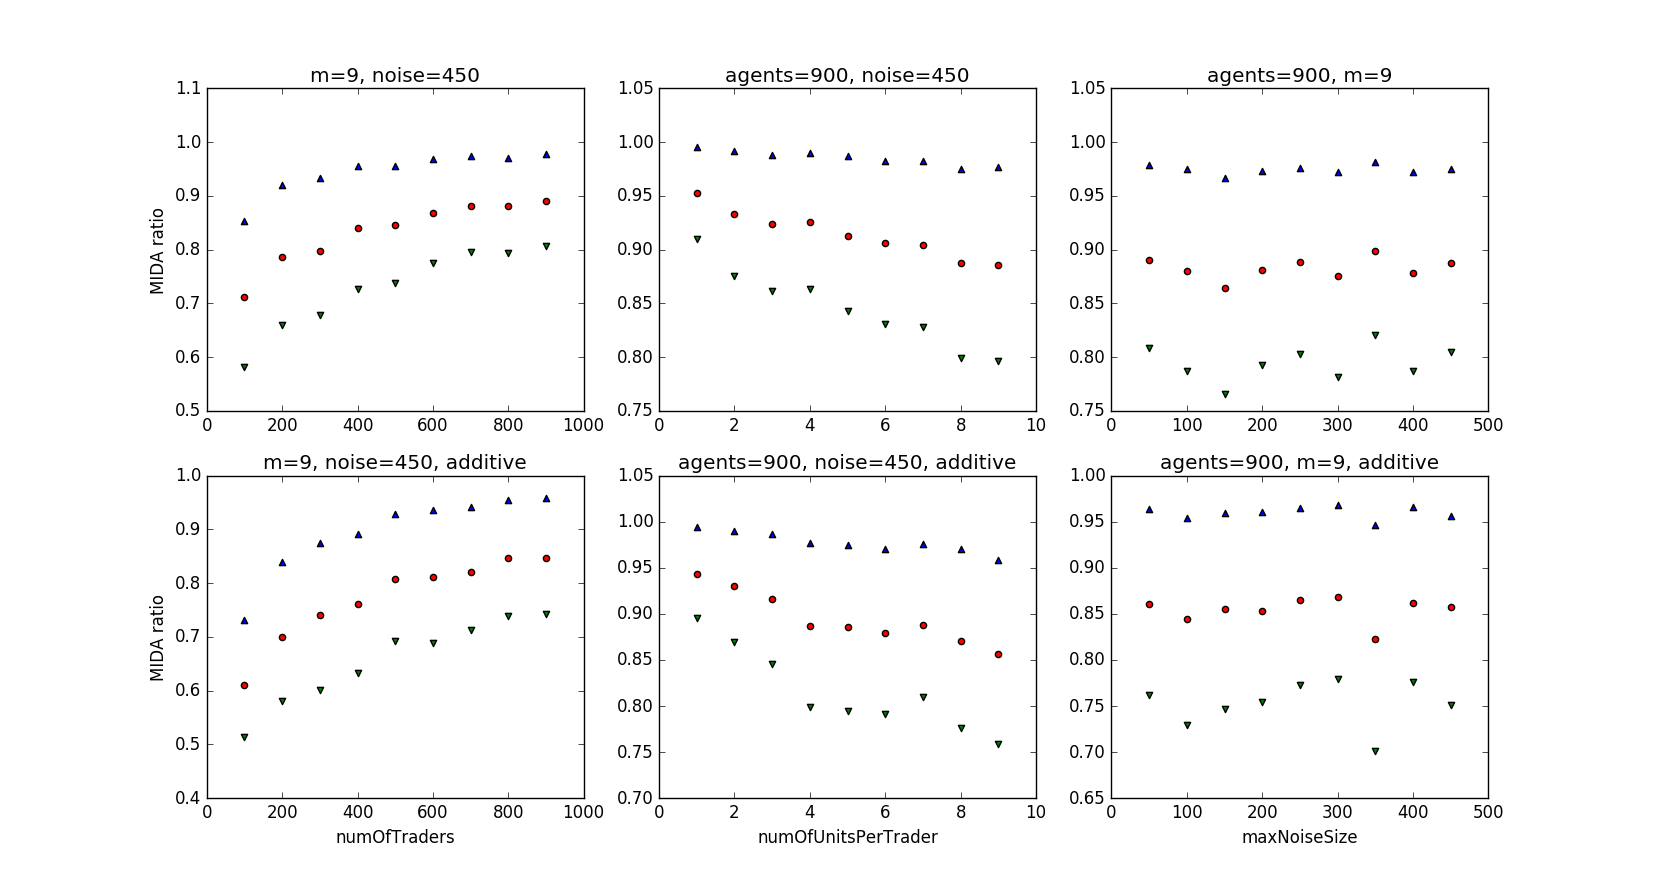 m=9, noise=450
agents=900, noise=450
agents=900, m=9
MIDA ratio
1.1
1.0
0.9
0.8
0.7
0.6
0.5
0 200 400 600 800 1000
1.05
1.00
0.95
0.90
0.85
0.80
0.75
0 2 4 6 8 10
1.05
1.00
0.95
0.90
0.85
0.80
0.75
0 100 200 300 400 500
m=9, noise=450, additive
agents=900, noise=450, additive
agents=900, m=9, additive
MIDA ratio
1.0
0.9
0.8
0.7
0.6
0.5
0.4
0 200 400 600 800 1000
numOfTraders
1.05
1.00
0.95
0.90
0.85
0.80
0.75
0.70
0 2 4 6 8 10
numOfUnitsPerTrader
1.00
0.95
0.90
0.85
0.80
0.75
0.70
0.65
0 100 200 300 400 500
maxNoiseSize